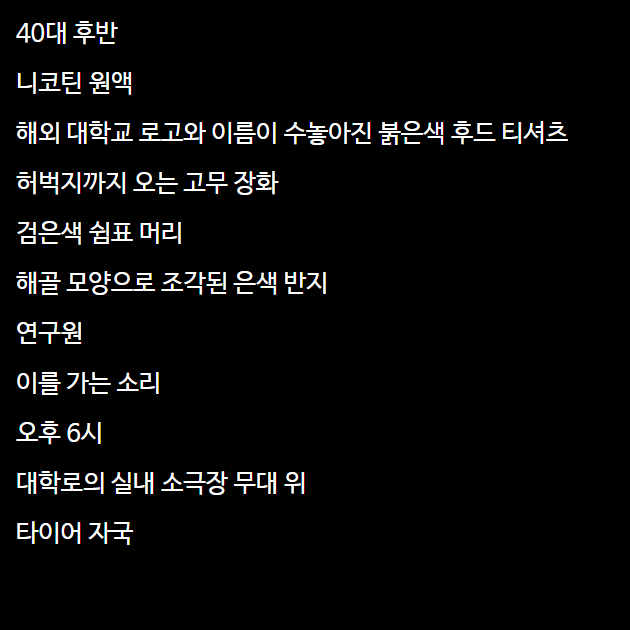 40대 후반
니코틴 원액
해외 대학교 로고와 이름이 수놓아진 붉은색 후드 티셔츠
허벅지까지 오는 고무 장화
검은색 쉼표 머리
해골 모양으로 조각된 은색 반지
연구원
이를 가는 소리
오후 6시
대학로의 실내 소극장 무대 위
타이어 자국